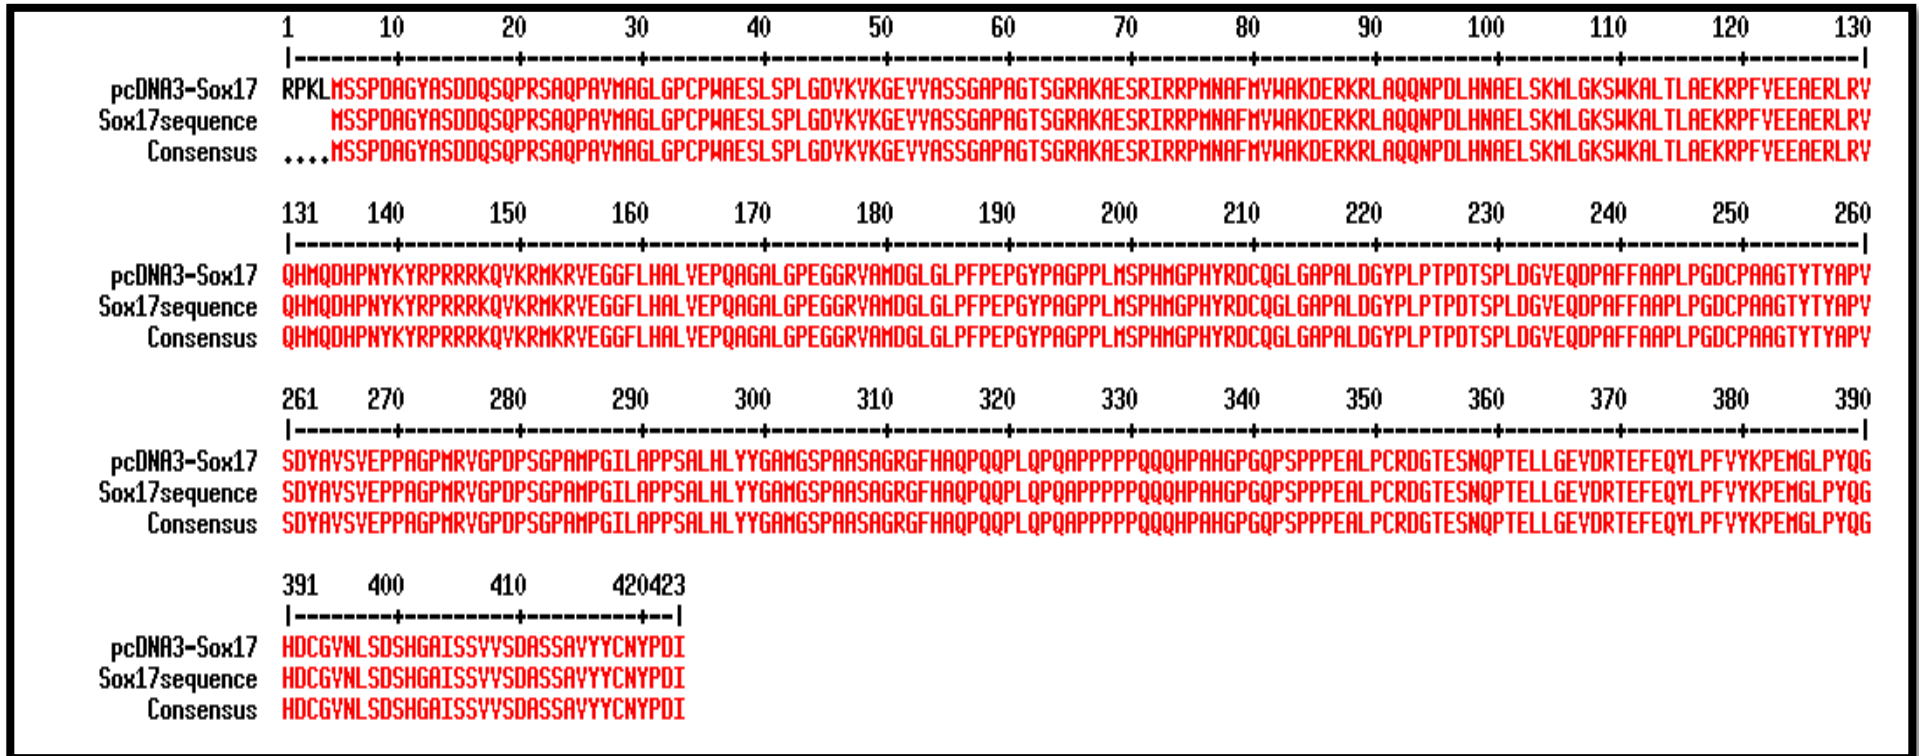 1 10 20 30 40 50 60 70 80 90 100 110 120 130
|--------+---------+---------+---------+---------+---------+---------+---------+---------+---------+---------+---------+---------|
pcDNA3-Sox17 RPKLMSSPDAGYASDDQSQPRSAQPAVMAGLGPCPWAESLSPLGDVKVKGEVVASSGAPAGTSGRAKAESRIRRPMNAFMVWAKDERKRLAQQNPDLHNAELSKMLGKSWKALTLAEKRPFVEEAERLRV
Sox17sequence MSSPDAGYASDDQSQPRSAQPAVMAGLGPCPWAESLSPLGDVKVKGEVVASSGAPAGTSGRAKAESRIRRPMNAFMVWAKDERKRLAQQNPDLHNAELSKMLGKSWKALTLAEKRPFVEEAERLRV
Consensus ....MSSPDAGYASDDQSQPRSAQPAVMAGLGPCPWAESLSPLGDVKVKGEVVASSGAPAGTSGRAKAESRIRRPMNAFMVWAKDERKRLAQQNPDLHNAELSKMLGKSWKALTLAEKRPFVEEAERLRV
131 140 150 160 170 180 190 200 210 220 230 240 250 260
|--------+---------+---------+---------+---------+---------+---------+---------+---------+---------+---------+---------+---------|
pcDNA3-Sox17 QHMQDHPNYKYRPRRRKQVKRMKRVEGGFLHALVEPQAGALGPEGGRVAMDGLGLPFPEPGYPAGPPLMSPHMGPHYRDCQGLGAPALDGYPLPTPDTSPLDGVEQDPAFFAAPLPGDCPAAGTYTYAPV
Sox17sequence QHMQDHPNYKYRPRRRKQVKRMKRVEGGFLHALVEPQAGALGPEGGRVAMDGLGLPFPEPGYPAGPPLMSPHMGPHYRDCQGLGAPALDGYPLPTPDTSPLDGVEQDPAFFAAPLPGDCPAAGTYTYAPV
Consensus QHMQDHPNYKYRPRRRKQVKRMKRVEGGFLHALVEPQAGALGPEGGRVAMDGLGLPFPEPGYPAGPPLMSPHMGPHYRDCQGLGAPALDGYPLPTPDTSPLDGVEQDPAFFAAPLPGDCPAAGTYTYAPV
261 270 280 290 300 310 320 330 340 350 360 370 380 390
|--------+---------+---------+---------+---------+---------+---------+---------+---------+---------+---------+---------+---------|
pcDNA3-Sox17 SDYAVSVEPPAGPMRVGPDPSGPAMPGILAPPSALHLYYGAMGSPAASAGRGFHAQPQQPLQPQAPPPPPQQQHPAHGPGQPSPPPEALPCRDGTESNQPTELLGEVDRTEFEQYLPFVYKPEMGLPYQG
Sox17sequence SDYAVSVEPPAGPMRVGPDPSGPAMPGILAPPSALHLYYGAMGSPAASAGRGFHAQPQQPLQPQAPPPPPQQQHPAHGPGQPSPPPEALPCRDGTESNQPTELLGEVDRTEFEQYLPFVYKPEMGLPYQG
Consensus SDYAVSVEPPAGPMRVGPDPSGPAMPGILAPPSALHLYYGAMGSPAASAGRGFHAQPQQPLQPQAPPPPPQQQHPAHGPGQPSPPPEALPCRDGTESNQPTELLGEVDRTEFEQYLPFVYKPEMGLPYQG
391 400 410 420423
|--------+---------+---------+--|
pcDNA3-Sox17 HDCGVNLSDSHGAISSVVSDASSAVYYCNYPDI
Sox17sequence HDCGVNLSDSHGAISSVVSDASSAVYYCNYPDI
Consensus HDCGVNLSDSHGAISSVVSDASSAVYYCNYPDI